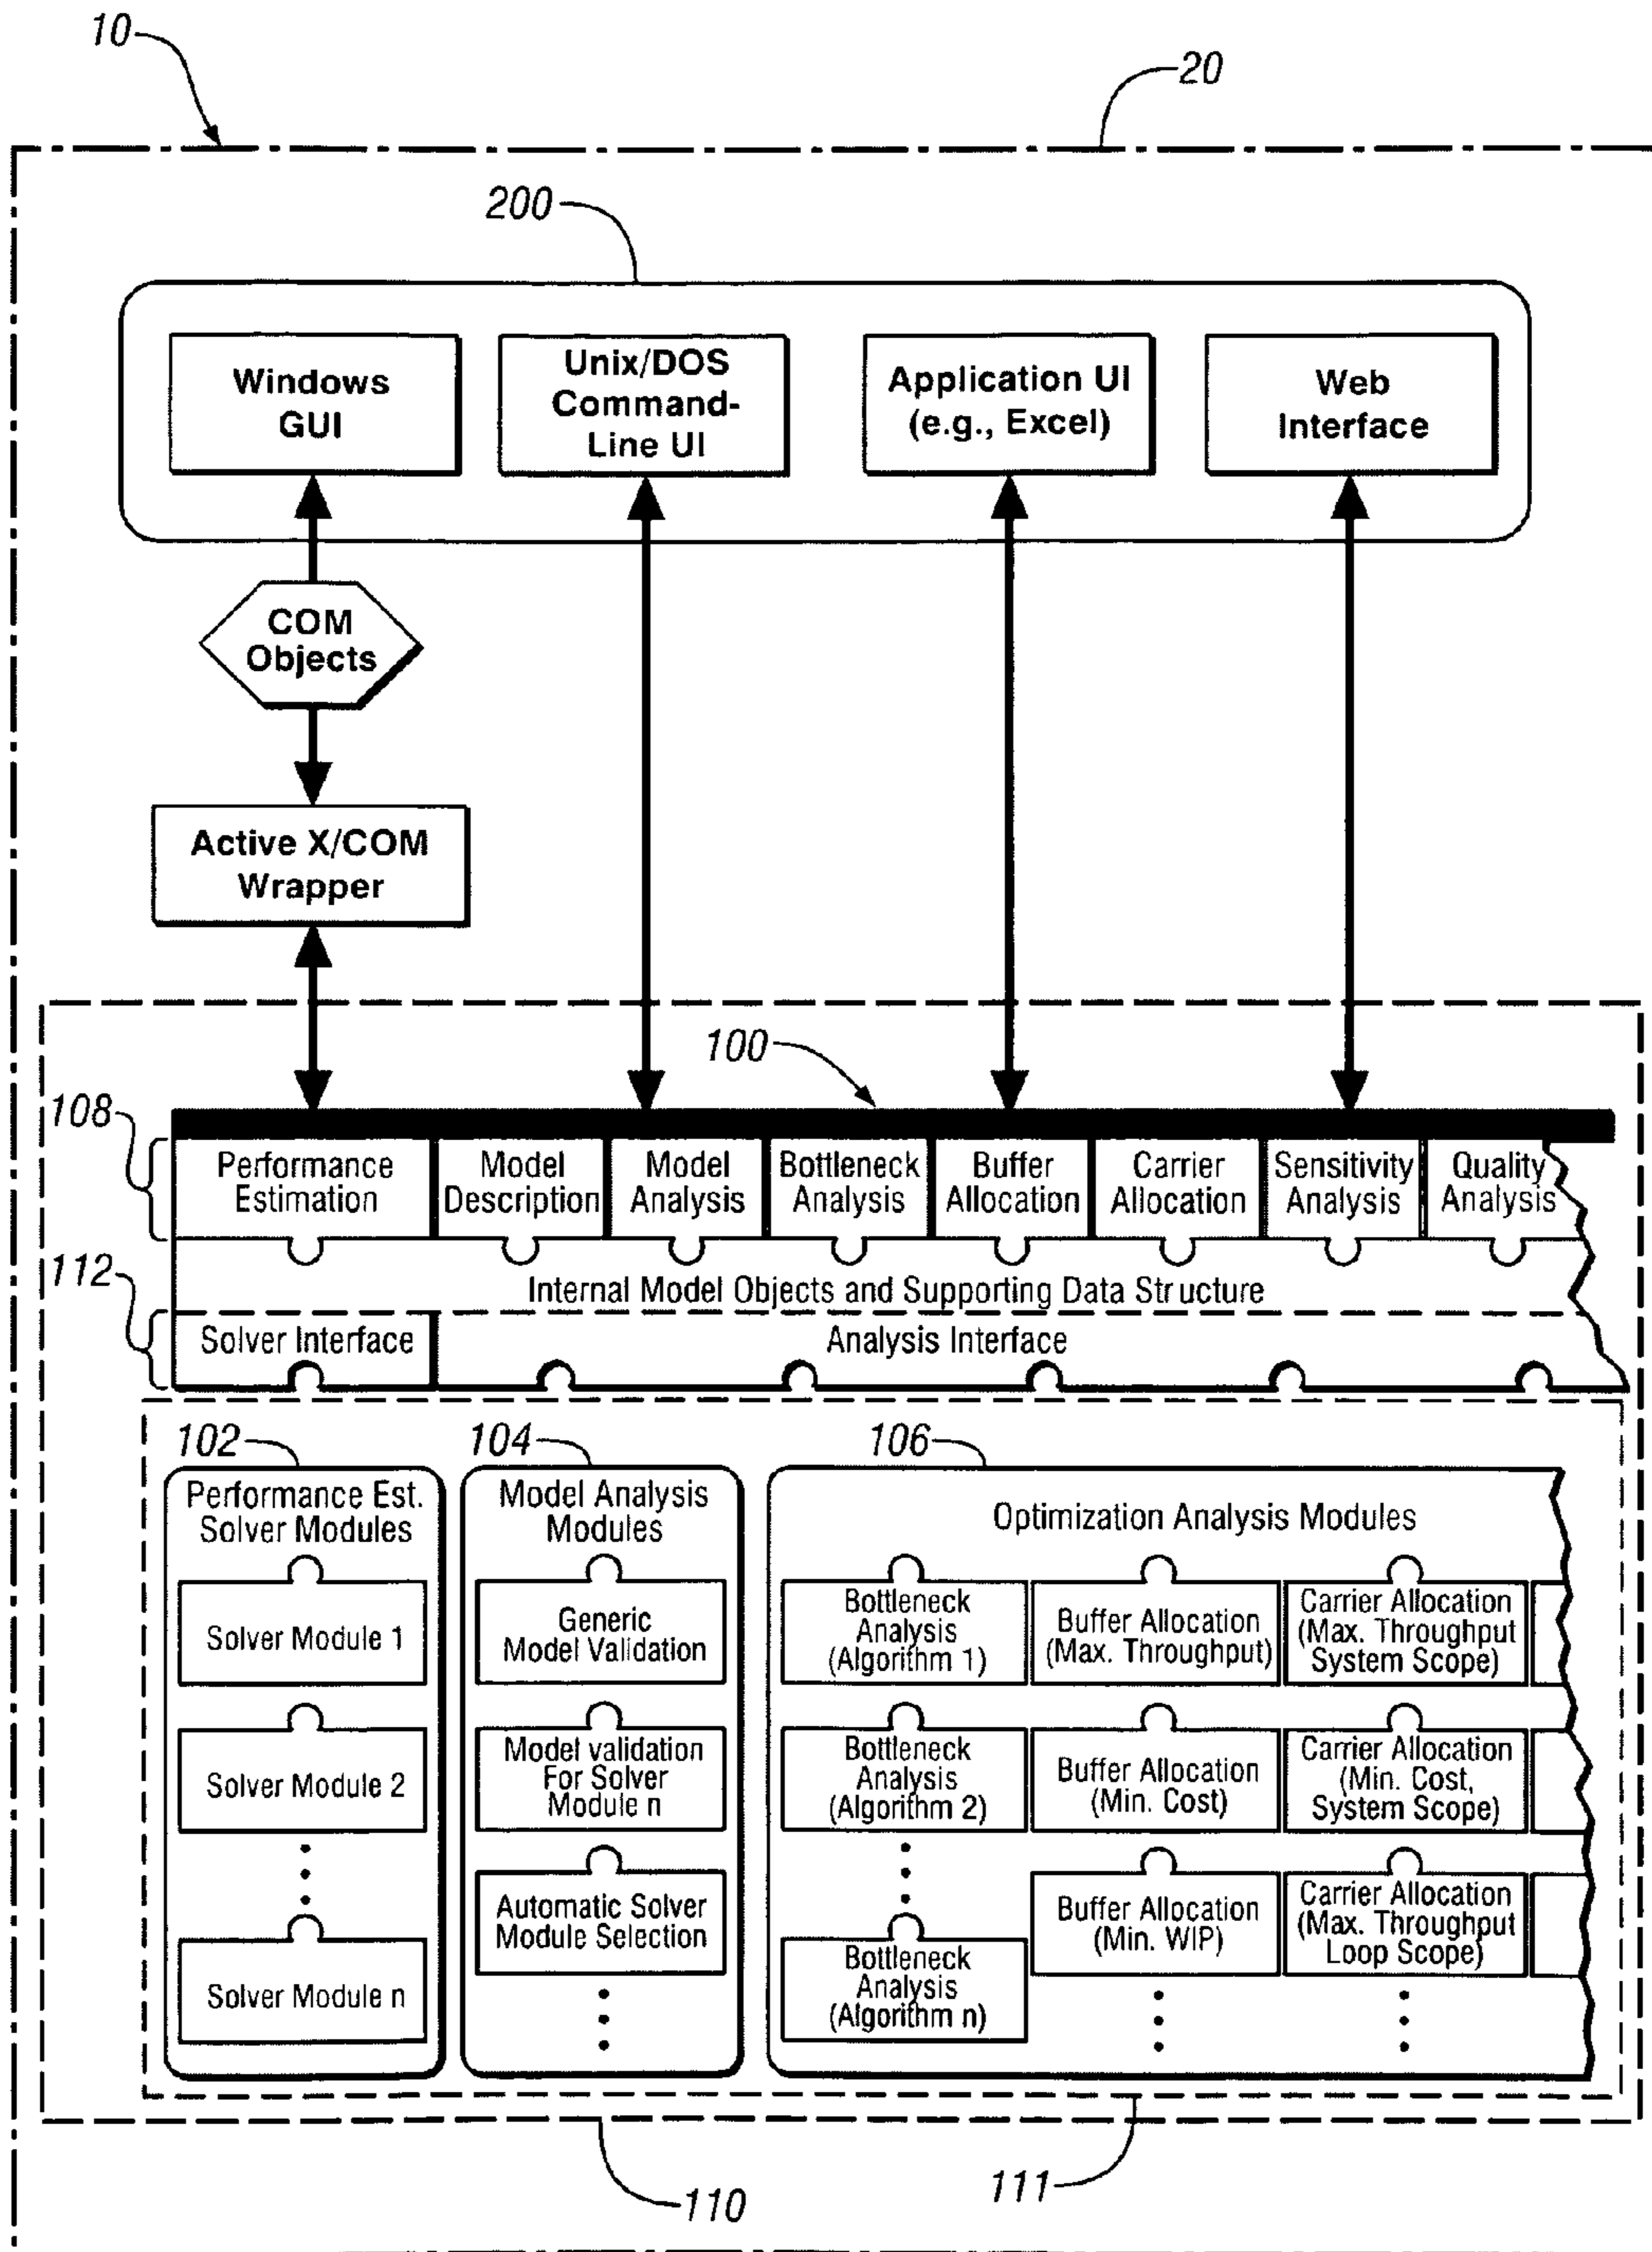 10
20
200
Windows
GUI
Unix/DOS
Command-
Line UI
Application UI
(e.g., Excel)
Web
Interface
COM
Objects
Active X/COM
Wrapper
100
108
Performance
Estimation
Model
Description
Model
Analysis
Bottleneck
Analysis
Buffer
Allocation
Carrier
Allocation
Sensitivity
Analysis
Quality
Analysis
112
Internal Model Objects and Supporting Data Structure
Solver Interface
Analysis Interface
102
104
106
Performance Est.
Solver Modules
Solver Module 1
Solver Module 2
Solver Module n
Model Analysis
Modules
Generic
Model Validation
Model validation
For Solver
Module n
Automatic Solver
Module Selection
Optimization Analysis Modules
Bottleneck
Analysis
(Algorithm 1)
Buffer Allocation
(Max. Throughput)
Carrier Allocation
(Max. Throughput
System Scope)
Bottleneck
Analysis
(Algorithm 2)
Buffer Allocation
(Min. Cost)
Carrier Allocation
(Min. Cost,
System Scope)
Bottleneck
Analysis
(Algorithm n)
Buffer Allocation
(Min. WIP)
Carrier Allocation
(Max. Throughput
Loop Scope)
110
111